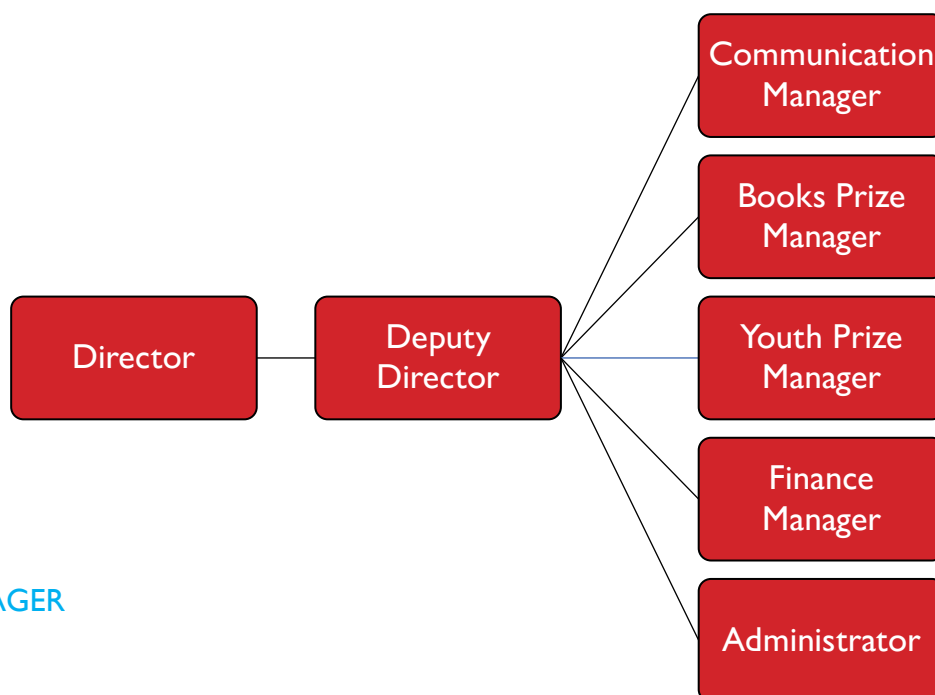 Communication
Manager
Books Prize
Manager
Director
Deputy
Director
Youth Prize
Manager
Finance
Manager
AGER
Administrator